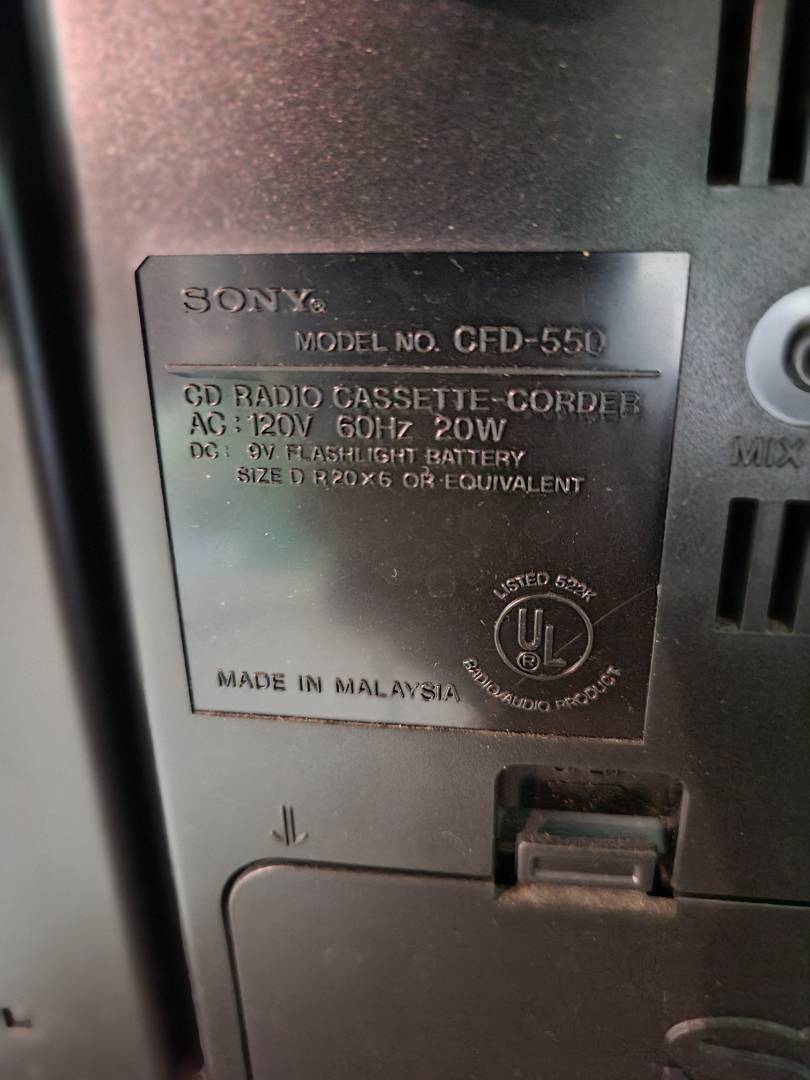 SONY®
MODEL NO. CFD-550
CD RADIO CASSETTE-CORDER
AC: 120V 60Hz 20W
DC: 9V FLASHLIGHT BATTERY
SIZE D R20×6 OR EQUIVALENT
LISTED 522K
UL
®
RADIO/AUDIO PRODUCT
MADE IN MALAYSIA
MIX